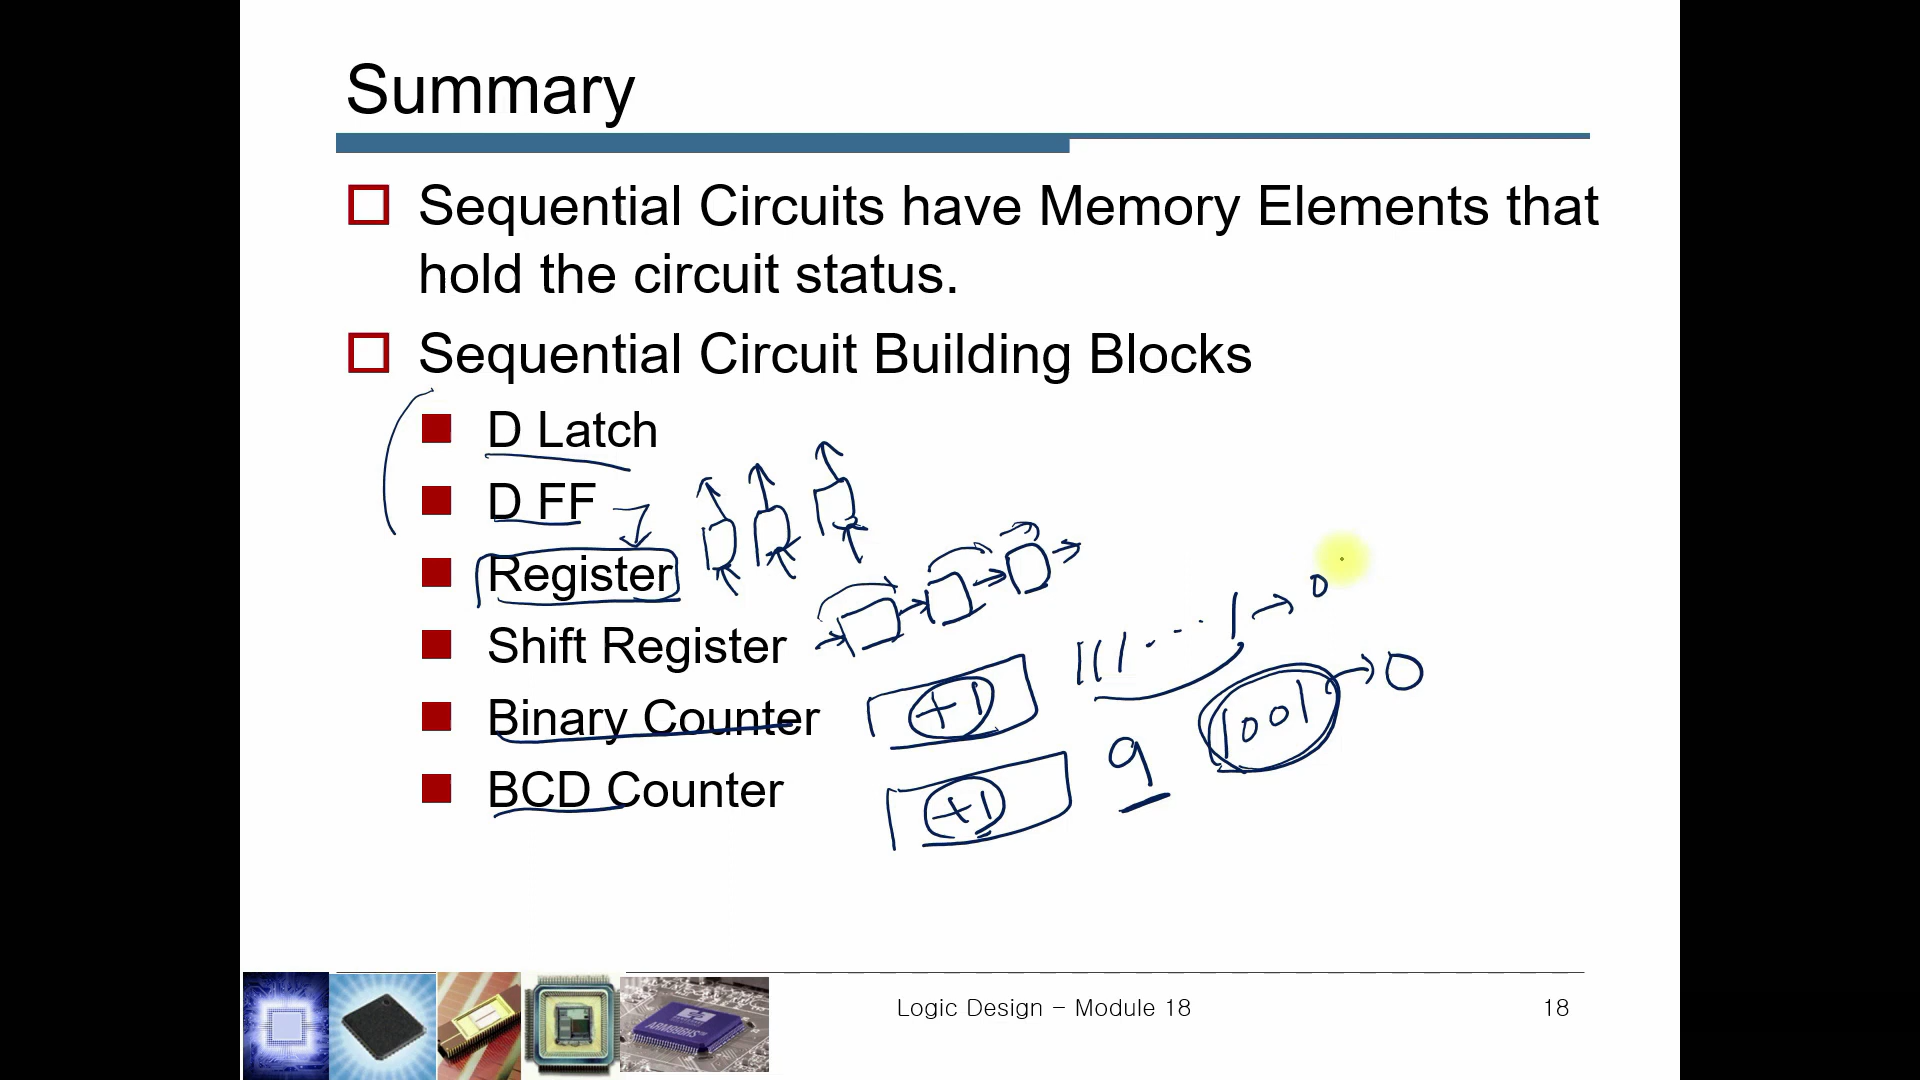 Summary
Sequential Circuits have Memory Elements that
hold the circuit status.
Sequential Circuit Building Blocks
D Latch
D FF
Register
Shift Register
111...1 → 0
Binary Counter +1
1001 → 0
BCD Counter +1 9
Logic Design - Module 18
18